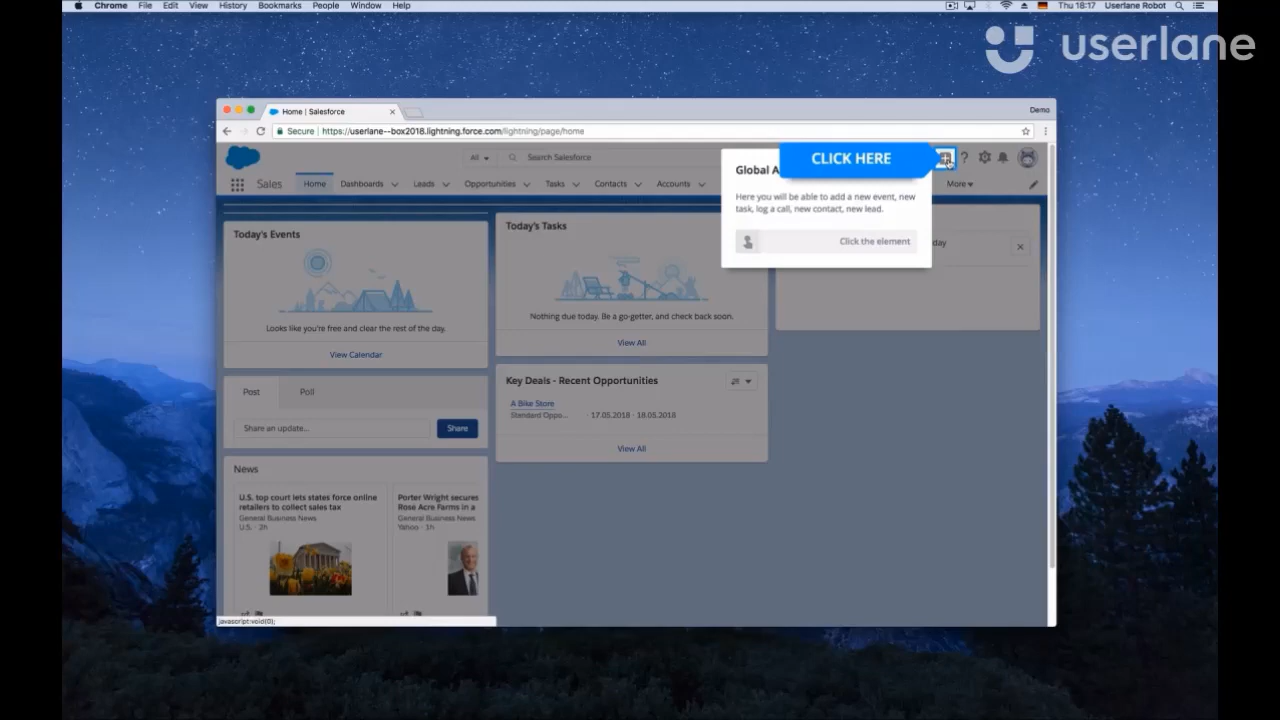 Chrome File Edit View History Bookmarks People Window Help
Thu 18:17 Userlane Robot
userlane
Home | Salesforce
Demo
Secure | https://userlane--box2018.lightning.force.com/lightning/page/home
All
Search Salesforce
CLICK HERE
Sales Home Dashboards Leads Opportunities Tasks Contacts Accounts More
Global A
Here you will be able to add a new event, new
task, log a call, new contact, new lead.
Click the element
Today's Events
Looks like you're free and clear the rest of the day.
View Calendar
Today's Tasks
Nothing due today. Be a go-getter, and check back soon.
View All
day
Post Poll
Share an update...
Share
Key Deals - Recent Opportunities
A Bike Store
Standard Oppo... · 17.05.2018 - 18.05.2018
View All
News
U.S. top court lets states force online
retailers to collect sales tax
General Business News
U.S. · 2h
Porter Wright secures
Rose Acre Farms in a
General Business News
Yahoo · 1h
javascript:void(0);